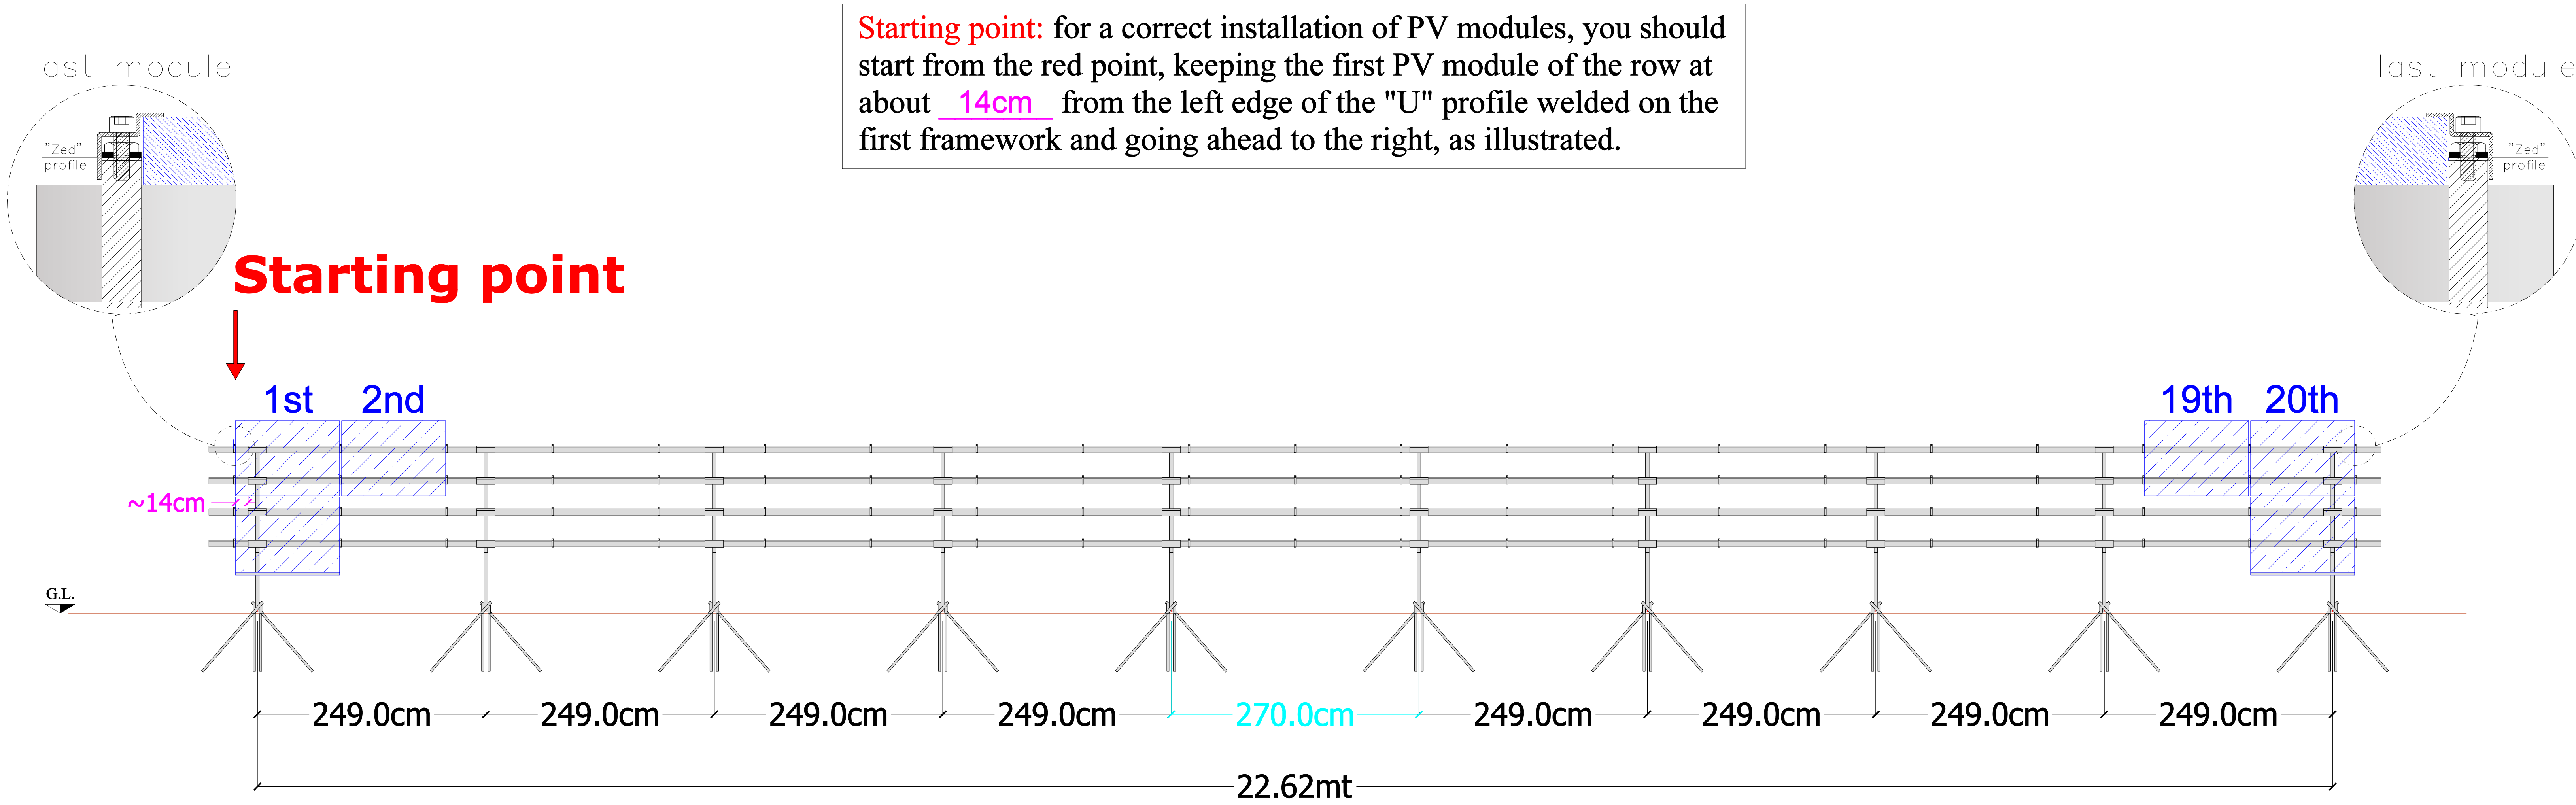 Starting point: for a correct installation of PV modules, you should
start from the red point, keeping the first PV module of the row at
about 14cm from the left edge of the "U" profile welded on the
first framework and going ahead to the right, as illustrated.
last module
last module
"Zed"
profile
"Zed"
profile
Starting point
1st 2nd 19th 20th
~14cm
G.L.
249.0cm 249.0cm 249.0cm 249.0cm 270.0cm 249.0cm 249.0cm 249.0cm 249.0cm
22.62mt